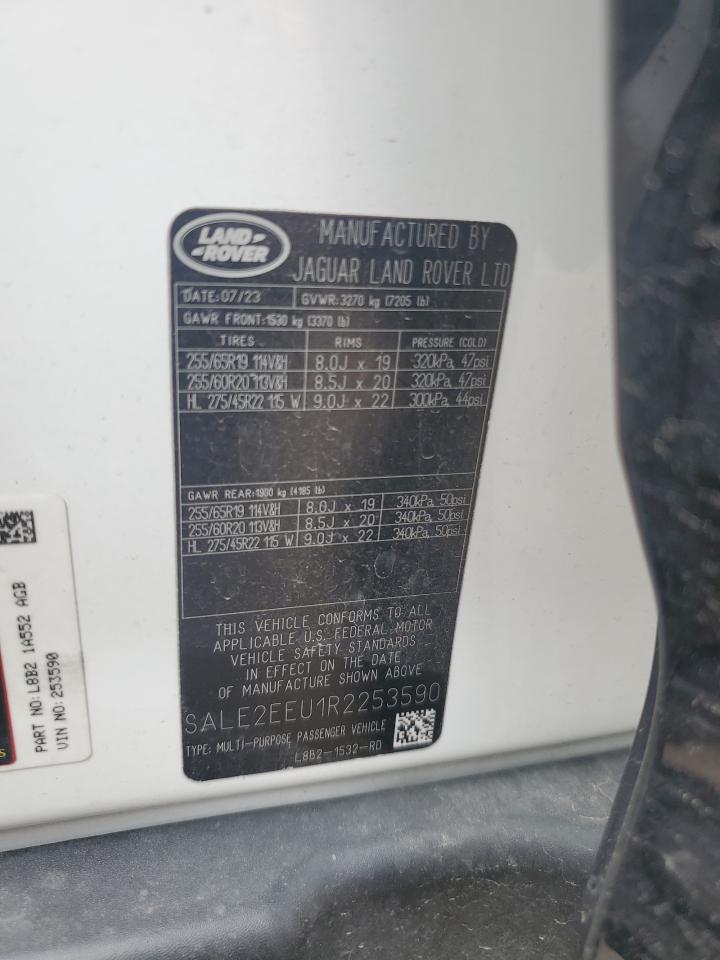 LAND ROVER
MANUFACTURED BY
JAGUAR LAND ROVER LTD
DATE:07/23 GVWR:3270 kg (7205 lb)
GAWR FRONT:1530 kg (3370 lb)
TIRES RIMS PRESSURE (COLD)
255/65R19 114V&H 8.0J x 19 320kPa, 47psi
255/60R20 113V&H 8.5J x 20 320kPa, 47psi
HL 275/45R22 115 W 9.0J x 22 300kPa, 44psi
GAWR REAR:1900 kg (4185 lb)
255/65R19 114V&H 8.0J x 19 340kPa, 50psi
255/60R20 113V&H 8.5J x 20 340kPa, 50psi
HL 275/45R22 115 W 9.0J x 22 340kPa, 50psi
THIS VEHICLE CONFORMS TO ALL
APPLICABLE U.S. FEDERAL MOTOR
VEHICLE SAFETY STANDARDS
IN EFFECT ON THE DATE
OF MANUFACTURE SHOWN ABOVE
SALE2EEU1R2253590
TYPE: MULTI-PURPOSE PASSENGER VEHICLE
L8B2-1532-RD
PART NO: L8B2 1A552 AGB
VIN NO: 253590